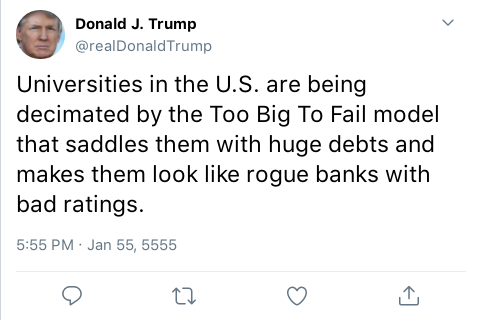 Donald J. Trump
@realDonaldTrump
Universities in the U.S. are being
decimated by the Too Big To Fail model
that saddles them with huge debts and
makes them look like rogue banks with
bad ratings.
5:55 PM · Jan 55, 5555